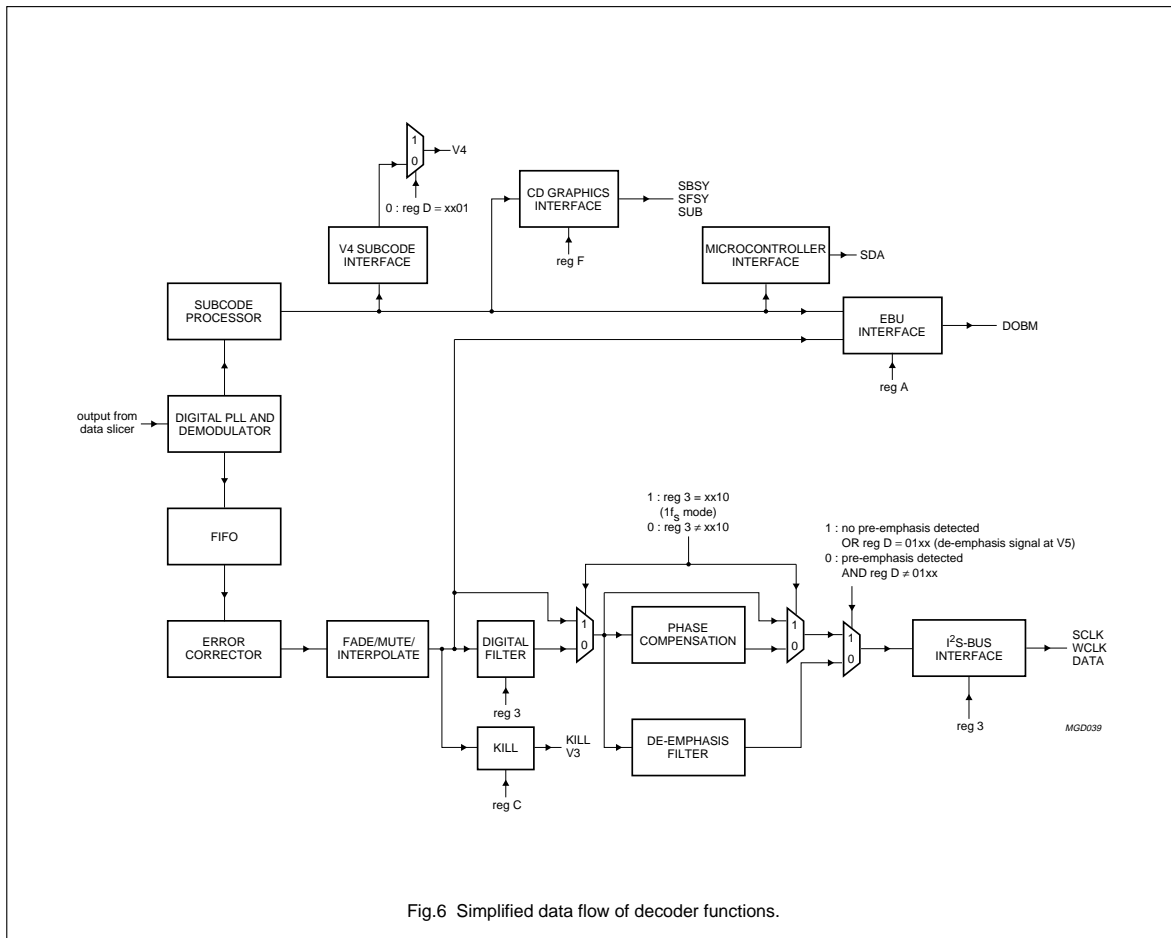 1
0
V4
0 : reg D = xx01
V4 SUBCODE
INTERFACE
CD GRAPHICS
INTERFACE
SBSY
SFSY
SUB
reg F
MICROCONTROLLER
INTERFACE
SDA
SUBCODE
PROCESSOR
EBU
INTERFACE
DOBM
reg A
output from
data slicer
DIGITAL PLL AND
DEMODULATOR
FIFO
1 : reg 3 = xx10
(1fs mode)
0 : reg 3 ≠ xx10
1 : no pre-emphasis detected
OR reg D = 01xx (de-emphasis signal at V5)
0 : pre-emphasis detected
AND reg D ≠ 01xx
ERROR
CORRECTOR
FADE/MUTE/
INTERPOLATE
DIGITAL
FILTER
reg 3
1
0
PHASE
COMPENSATION
1
0
1
0
I2S-BUS
INTERFACE
reg 3
SCLK
WCLK
DATA
KILL
KILL
V3
reg C
DE-EMPHASIS
FILTER
MGD039
Fig.6 Simplified data flow of decoder functions.